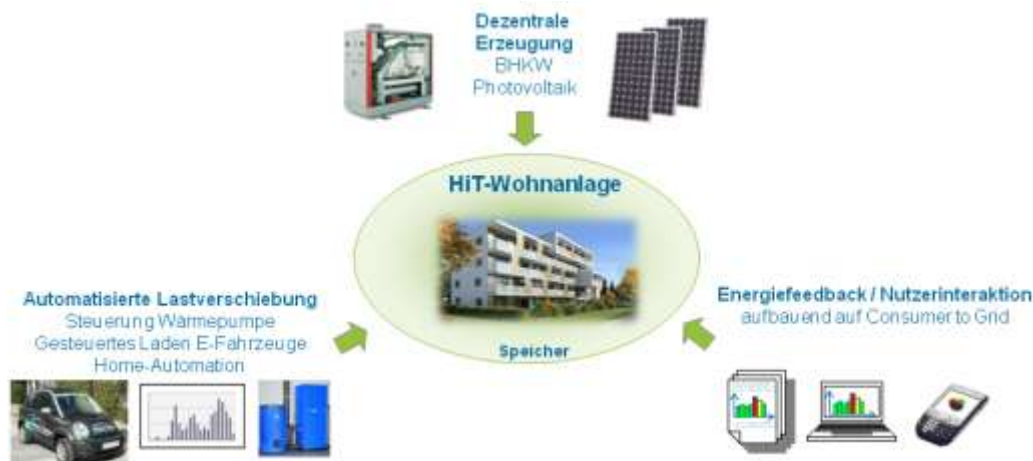 Dezentrale
Erzeugung
BHKW
Photovoltaik
HiT-Wohnanlage
Speicher
Automatisierte Lastverschiebung
Steuerung Wärmepumpe
Gesteuertes Laden E-Fahrzeuge
Home-Automation
Energiefeedback / Nutzerinteraktion
aufbauend auf Consumer to Grid